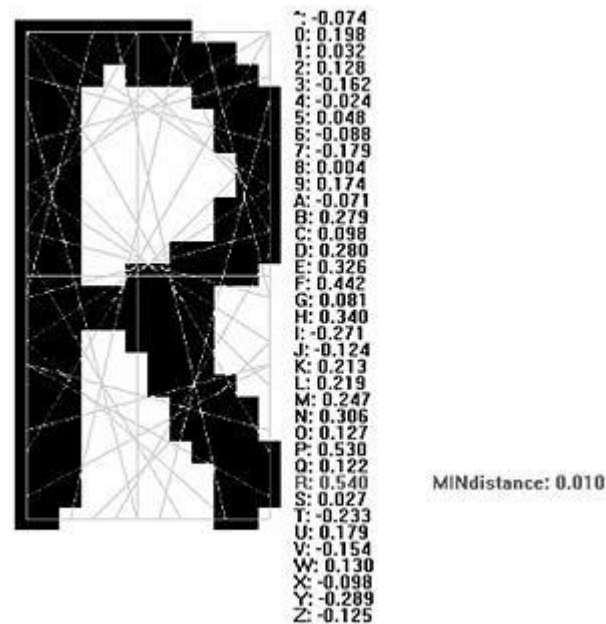 ^: -0.074
0: 0.198
1: 0.032
2: 0.128
3: -0.162
4: -0.024
5: 0.048
6: -0.088
7: -0.179
8: 0.004
9: 0.174
A: -0.071
B: 0.279
C: 0.098
D: 0.280
E: 0.326
F: 0.442
G: 0.081
H: 0.340
I: -0.271
J: -0.124
K: 0.213
L: 0.219
M: 0.247
N: 0.306
O: 0.127
P: 0.530
Q: 0.122
R: 0.540
S: 0.027
T: -0.233
U: 0.179
V: -0.154
W: 0.130
X: -0.098
Y: -0.289
Z: -0.125
MINdistance: 0.010